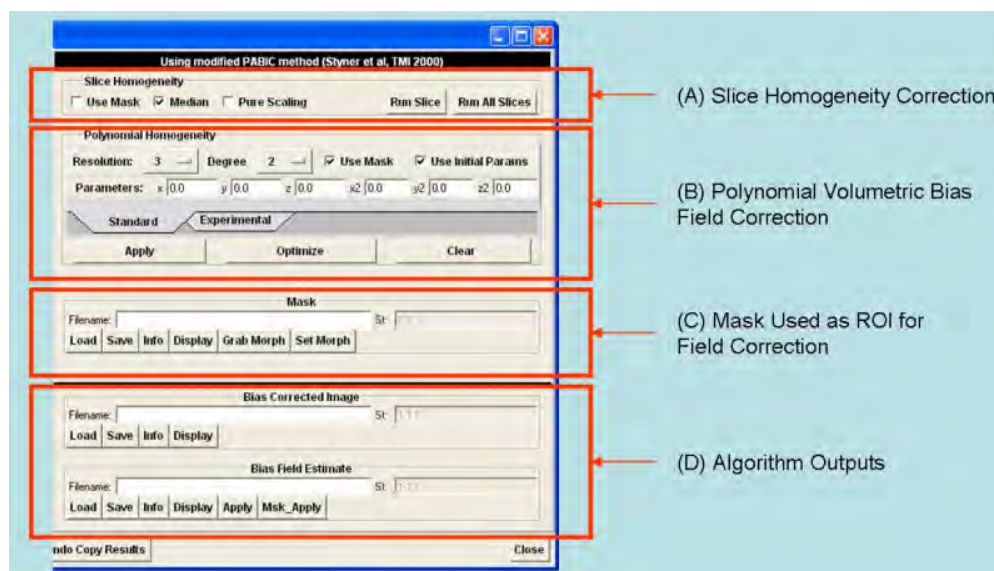 Using modified PABIC method (Styner et al, TMI 2000)
Slice Homogeneity
Use Mask Median Pure Scaling Run Slice Run All Slices
(A) Slice Homogeneity Correction
Polynomial Homogeneity
Resolution: 3 Degree 2 Use Mask Use Initial Params
Parameters: x 0.0 y 0.0 z 0.0 x2 0.0 y2 0.0 z2 0.0
Standard Experimental
Apply Optimize Clear
(B) Polynomial Volumetric Bias
Field Correction
Mask
Filename: St:
Load Save Info Display Grab Morph Set Morph
(C) Mask Used as ROI for
Field Correction
Bias Corrected Image
Filename: St:
Load Save Info Display
Bias Field Estimate
Filename: St:
Load Save Info Display Apply Msk_Apply
(D) Algorithm Outputs
ndo Copy Results Close